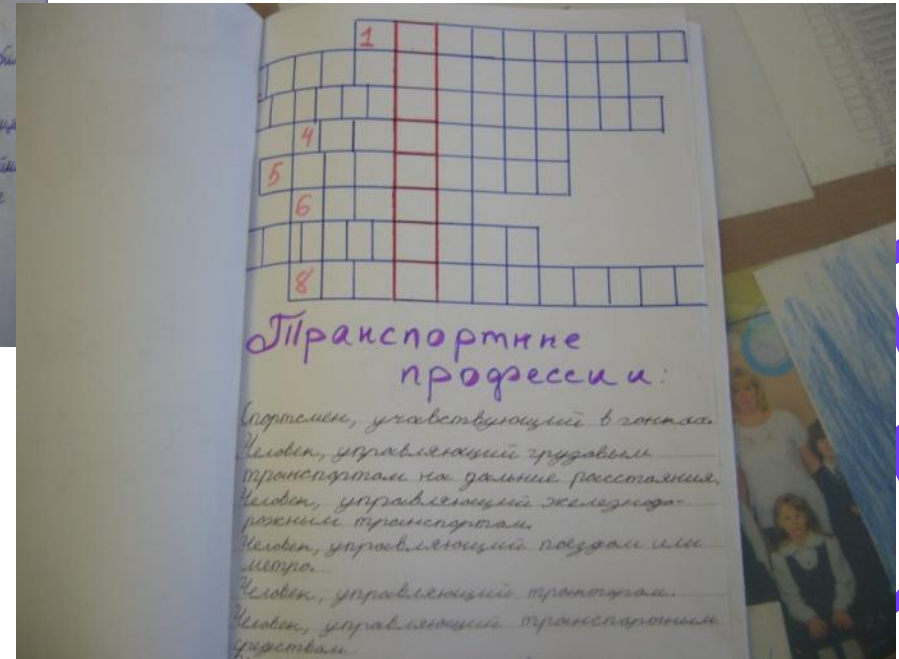 1
4
5
6
8
Транспортные
профессии:
Спортсмен, учавствующий в гонках.
Человек, управляющий грузовым
транспортом на дальние расстояния.
Человек, управляющий железнодо-
рожным транспортом.
Человек, управляющий поездом или
метро.
Человек, управляющий трактором.
Человек, управляющий транспортным
средством